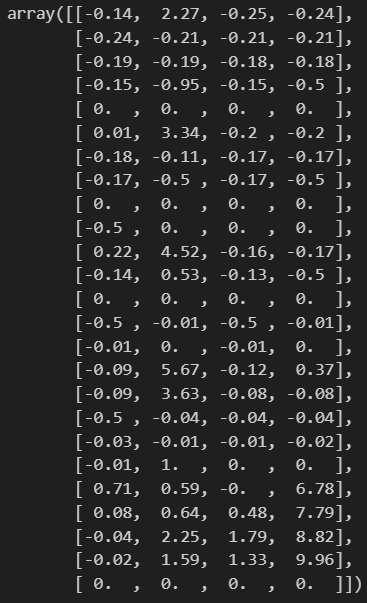 array([[-0.14,  2.27, -0.25, -0.24],
       [-0.24, -0.21, -0.21, -0.21],
       [-0.19, -0.19, -0.18, -0.18],
       [-0.15, -0.95, -0.15, -0.5 ],
       [ 0.  ,  0.  ,  0.  ,  0.  ],
       [ 0.01,  3.34, -0.2 , -0.2 ],
       [-0.18, -0.11, -0.17, -0.17],
       [-0.17, -0.5 , -0.17, -0.5 ],
       [ 0.  ,  0.  ,  0.  ,  0.  ],
       [-0.5 ,  0.  ,  0.  ,  0.  ],
       [ 0.22,  4.52, -0.16, -0.17],
       [-0.14,  0.53, -0.13, -0.5 ],
       [ 0.  ,  0.  ,  0.  ,  0.  ],
       [-0.5 , -0.01, -0.5 , -0.01],
       [-0.01,  0.  , -0.01,  0.  ],
       [-0.09,  5.67, -0.12,  0.37],
       [-0.09,  3.63, -0.08, -0.08],
       [-0.5 , -0.04, -0.04, -0.04],
       [-0.03, -0.01, -0.01, -0.02],
       [-0.01,  1.  ,  0.  ,  0.  ],
       [ 0.71,  0.59, -0.  ,  6.78],
       [ 0.08,  0.64,  0.48,  7.79],
       [-0.04,  2.25,  1.79,  8.82],
       [-0.02,  1.59,  1.33,  9.96],
       [ 0.  ,  0.  ,  0.  ,  0.  ]])